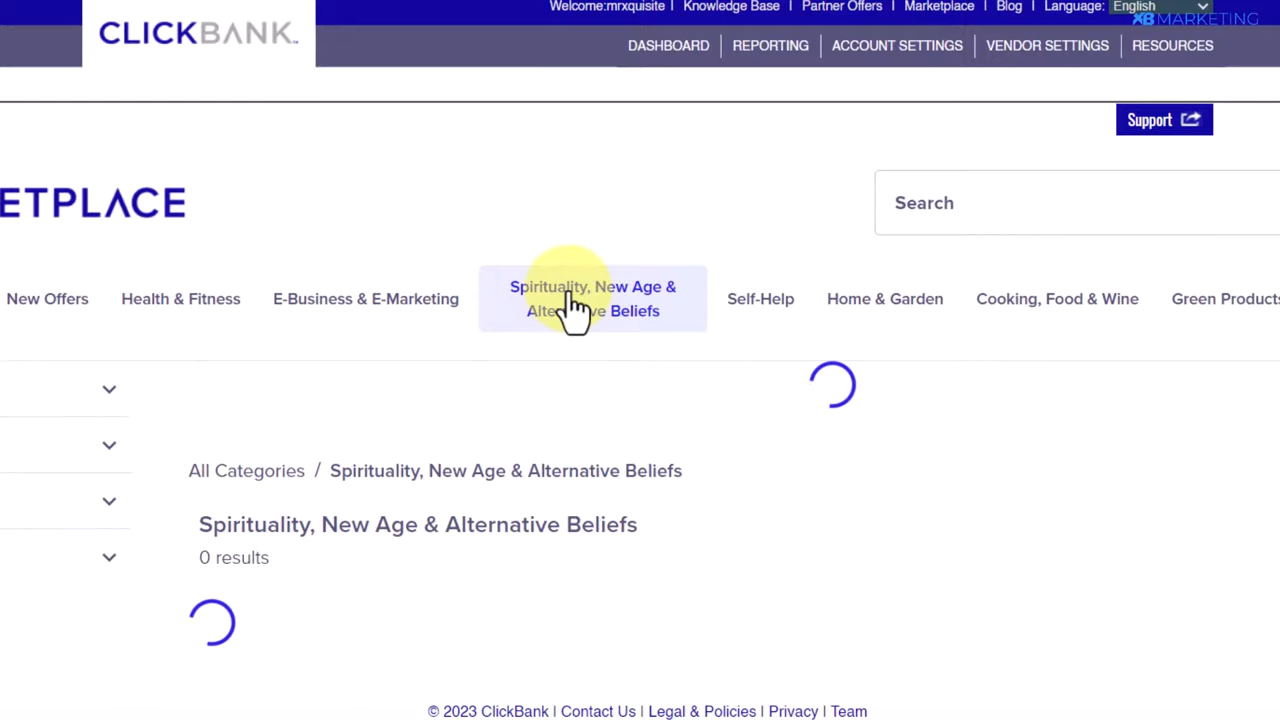 Welcome:mrxquisite | Knowledge Base | Partner Offers | Marketplace | Blog | Language: English
XB MARKETING
CLICKBANK
DASHBOARD | REPORTING | ACCOUNT SETTINGS | VENDOR SETTINGS | RESOURCES
Support
ETPLACE
Search
New Offers Health & Fitness E-Business & E-Marketing Spirituality, New Age & Self-Help Home & Garden Cooking, Food & Wine Green Products
Alternative Beliefs
All Categories / Spirituality, New Age & Alternative Beliefs
Spirituality, New Age & Alternative Beliefs
0 results
© 2023 ClickBank | Contact Us | Legal & Policies | Privacy | Team